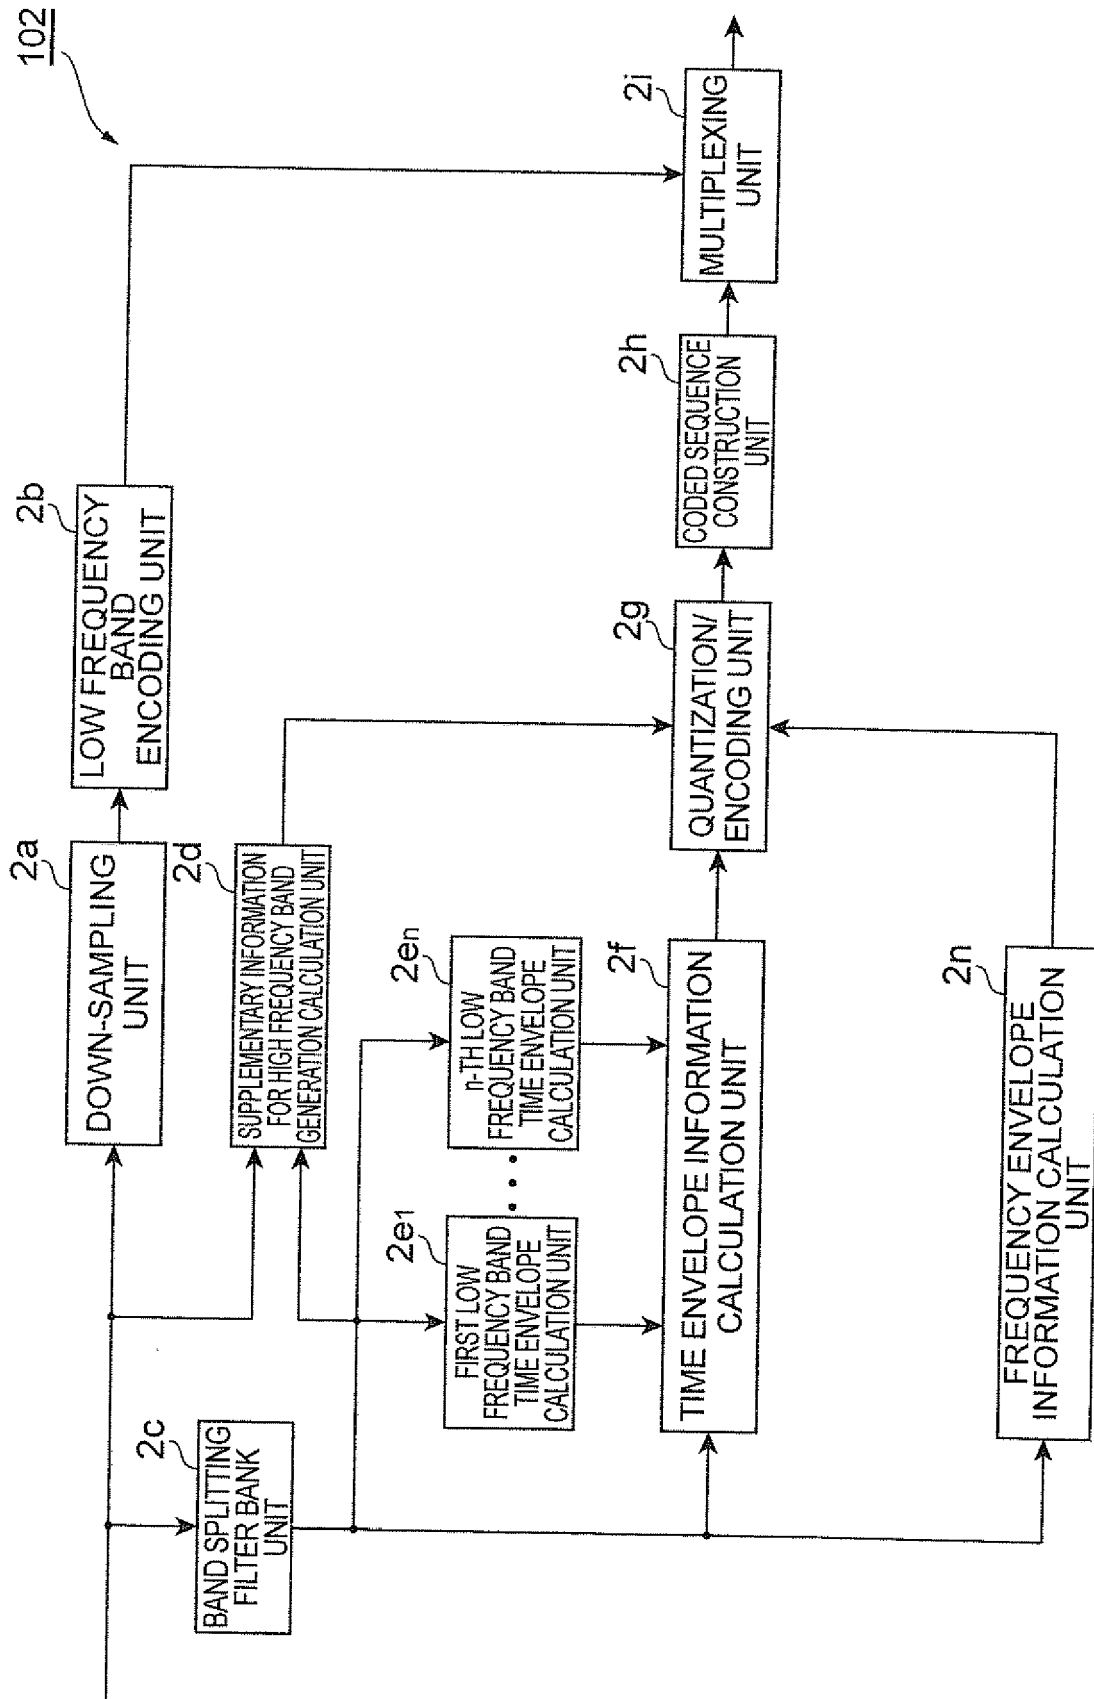 102
2a
DOWN-SAMPLING
UNIT
2b
LOW FREQUENCY
BAND
ENCODING UNIT
2c
BAND SPLITTING
FILTER BANK
UNIT
2d
SUPPLEMENTARY INFORMATION
FOR HIGH FREQUENCY BAND
GENERATION CALCULATION UNIT
2e1
FIRST LOW
FREQUENCY BAND
TIME ENVELOPE
CALCULATION UNIT
2en
n-TH LOW
FREQUENCY BAND
TIME ENVELOPE
CALCULATION UNIT
2f
TIME ENVELOPE INFORMATION
CALCULATION UNIT
2n
FREQUENCY ENVELOPE
INFORMATION CALCULATION
UNIT
2g
QUANTIZATION/
ENCODING UNIT
2h
CODED SEQUENCE
CONSTRUCTION
UNIT
2i
MULTIPLEXING
UNIT